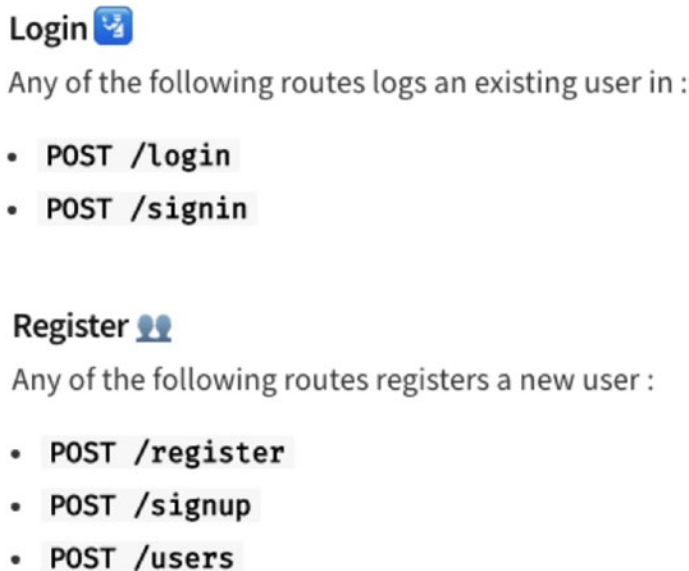 Login 🛂
Any of the following routes logs an existing user in :
• POST /login
• POST /signin
Register 👥
Any of the following routes registers a new user :
• POST /register
• POST /signup
• POST /users